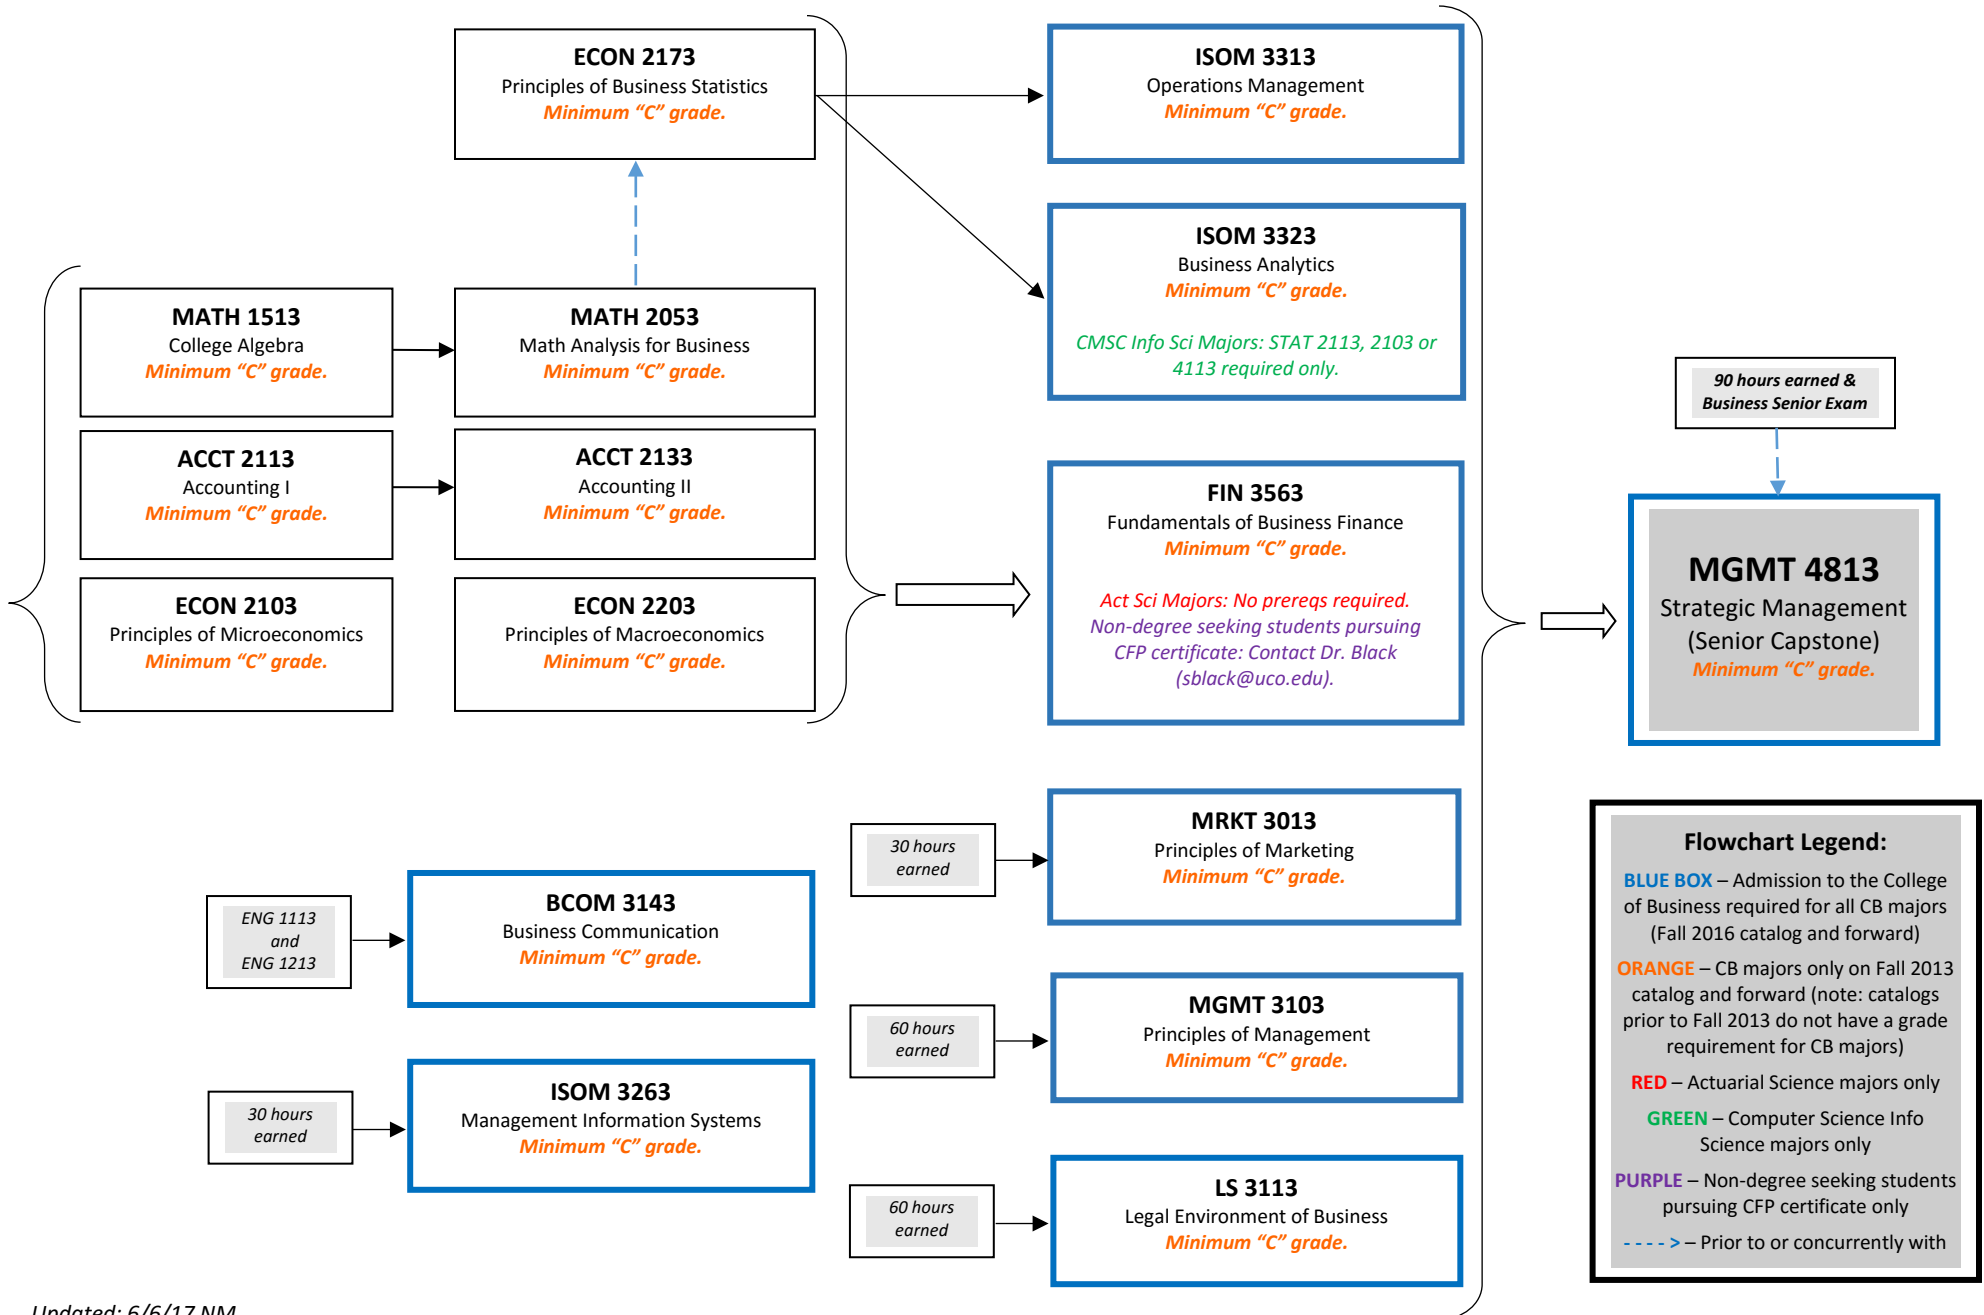 ECON 2173
Principles of Business Statistics
Minimum “C” grade.
ISOM 3313
Operations Management
Minimum “C” grade.
ISOM 3323
Business Analytics
Minimum “C” grade.
CMSC Info Sci Majors: STAT 2113, 2103 or
4113 required only.
MATH 1513
College Algebra
Minimum “C” grade.
MATH 2053
Math Analysis for Business
Minimum “C” grade.
ACCT 2113
Accounting I
Minimum “C” grade.
ACCT 2133
Accounting II
Minimum “C” grade.
ECON 2103
Principles of Microeconomics
Minimum “C” grade.
ECON 2203
Principles of Macroeconomics
Minimum “C” grade.
FIN 3563
Fundamentals of Business Finance
Minimum “C” grade.
Act Sci Majors: No prereqs required.
Non-degree seeking students pursuing
CFP certificate: Contact Dr. Black
(sblack@uco.edu).
90 hours earned &
Business Senior Exam
MGMT 4813
Strategic Management
(Senior Capstone)
Minimum “C” grade.
30 hours
earned
MRKT 3013
Principles of Marketing
Minimum “C” grade.
ENG 1113
and
ENG 1213
BCOM 3143
Business Communication
Minimum “C” grade.
60 hours
earned
MGMT 3103
Principles of Management
Minimum “C” grade.
30 hours
earned
ISOM 3263
Management Information Systems
Minimum “C” grade.
60 hours
earned
LS 3113
Legal Environment of Business
Minimum “C” grade.
Flowchart Legend:
BLUE BOX – Admission to the College
of Business required for all CB majors
(Fall 2016 catalog and forward)
ORANGE – CB majors only on Fall 2013
catalog and forward (note: catalogs
prior to Fall 2013 do not have a grade
requirement for CB majors)
RED – Actuarial Science majors only
GREEN – Computer Science Info
Science majors only
PURPLE – Non-degree seeking students
pursuing CFP certificate only
- - - - > – Prior to or concurrently with
Updated: 6/6/17 NM